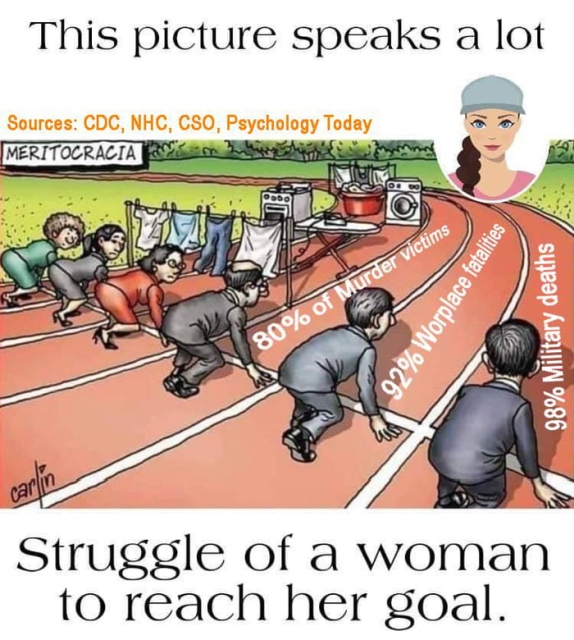 This picture speaks a lot
Sources: CDC, NHC, CSO, Psychology Today
MERITOCRACIA
80% of Murder victims
92% Worplace fatalities
98% Military deaths
carlin
Struggle of a woman
to reach her goal.